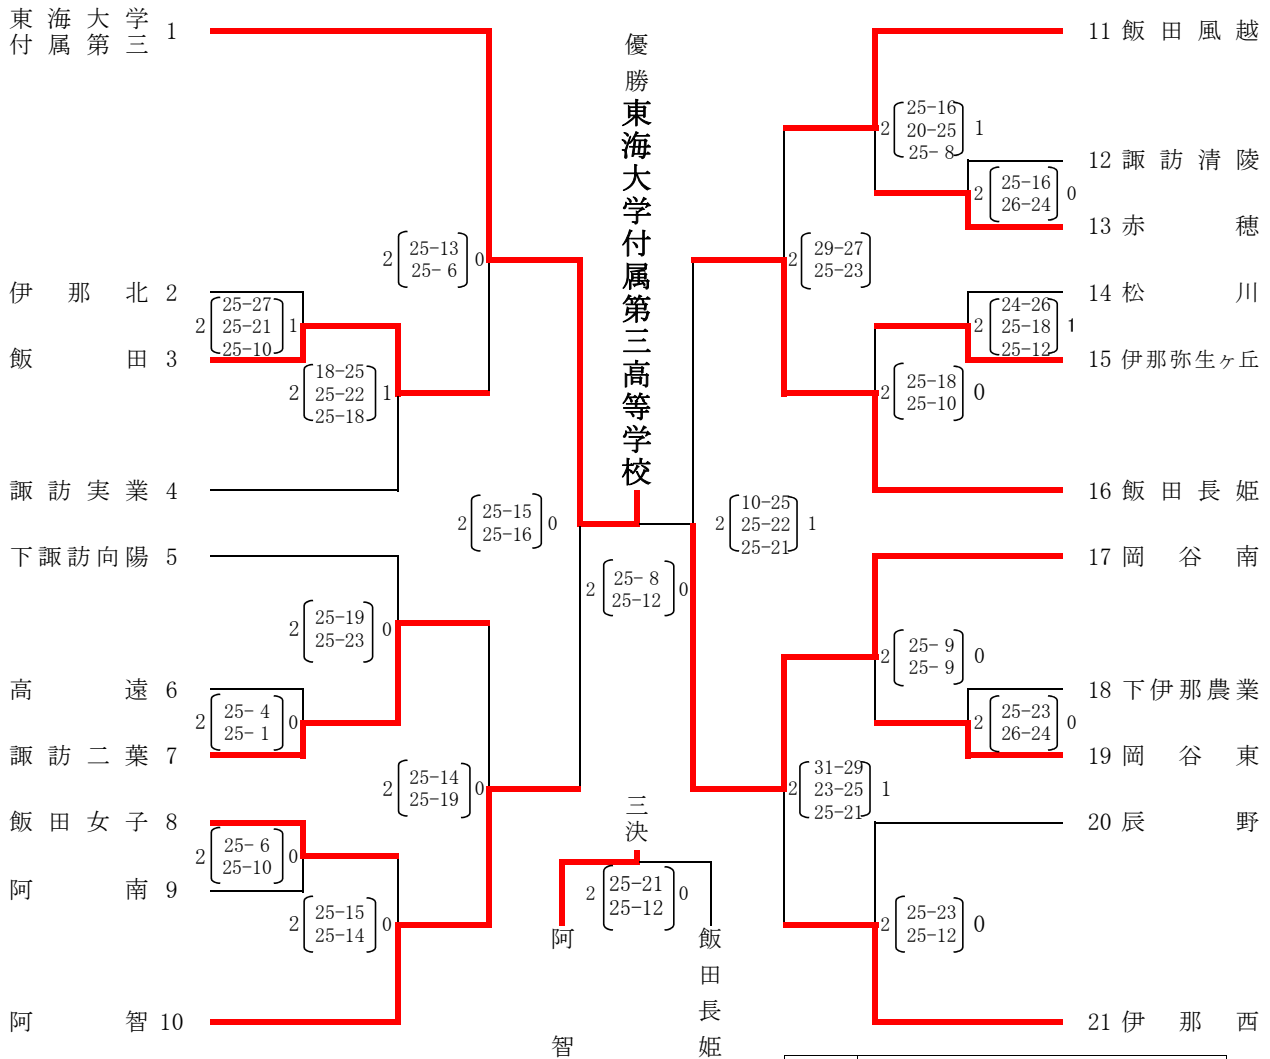 東海大学
付属第三 1
伊那北 2
飯田 3
諏訪実業 4
下諏訪向陽 5
高遠 6
諏訪二葉 7
飯田女子 8
阿南 9
阿智 10
2 25-27 1
25-21
25-10
2 18-25 1
25-22
25-18
2 25-13 0
25- 6
2 25-19 0
25-23
2 25- 4 0
25- 1
2 25- 6 0
25-10
2 25-15 0
25-14
2 25-14 0
25-19
2 25-15 0
25-16
優勝
東海大学付属第三高等学校
2 25- 8 0
25-12
三決
2 25-21 0
25-12
阿智
飯田長姫
2 10-25 1
25-22
25-21
2 29-27
25-23
2 31-29 1
23-25
25-21
2 25-16 1
20-25
25- 8
2 25-16 0
26-24
2 24-26 1
25-18
25-12
2 25-18 0
25-10
2 25- 9 0
25- 9
2 25-23 0
26-24
2 25-23 0
25-12
11 飯田風越
12 諏訪清陵
13 赤穂
14 松川
15 伊那弥生ヶ丘
16 飯田長姫
17 岡谷南
18 下伊那農業
19 岡谷東
20 辰野
21 伊那西